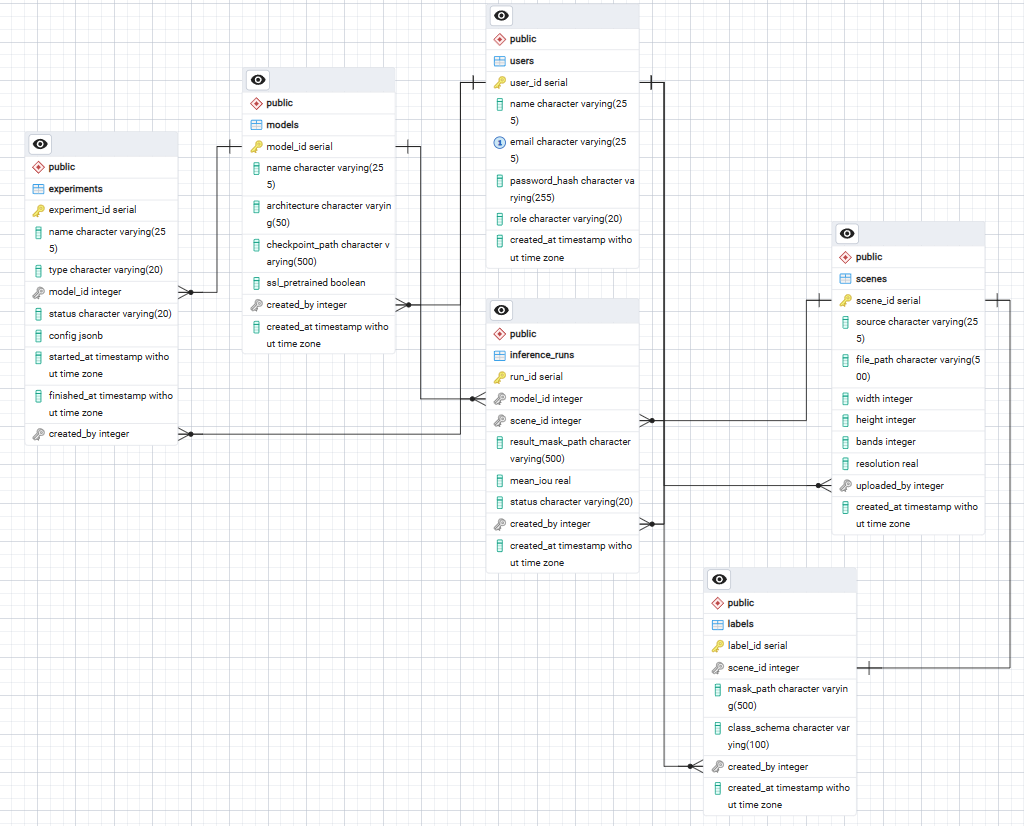 public
experiments
experiment_id serial
name character varying(25
5)
type character varying(20)
model_id integer
status character varying(20)
config jsonb
started_at timestamp witho
ut time zone
finished_at timestamp witho
ut time zone
created_by integer
public
models
model_id serial
name character varying(25
5)
architecture character varyin
g(50)
checkpoint_path character v
arying(500)
ssl_pretrained boolean
created_by integer
created_at timestamp witho
ut time zone
public
users
user_id serial
name character varying(25
5)
1
email character varying(25
5)
password_hash character va
rying(255)
role character varying(20)
created_at timestamp witho
ut time zone
public
inference_runs
run_id serial
model_id integer
scene_id integer
result_mask_path character
varying(500)
mean_iou real
status character varying(20)
created_by integer
created_at timestamp witho
ut time zone
public
scenes
scene_id serial
source character varying(25
5)
file_path character varying(5
00)
width integer
height integer
bands integer
resolution real
uploaded_by integer
created_at timestamp witho
ut time zone
public
labels
label_id serial
scene_id integer
mask_path character varyin
g(500)
class_schema character var
ying(100)
created_by integer
created_at timestamp witho
ut time zone